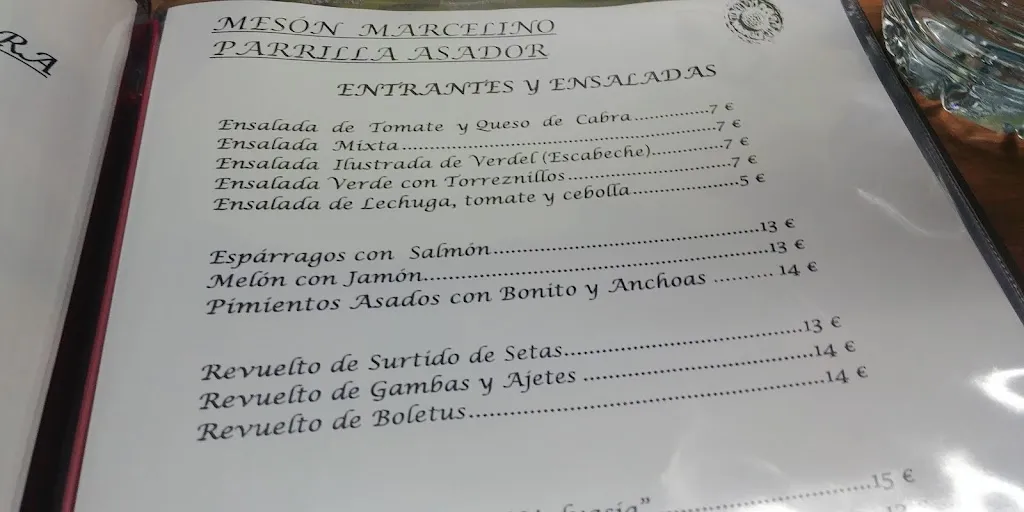 RA
MESÓN MARCELINO
PARRILLA ASADOR
ENTRANTES Y ENSALADAS
Ensalada de Tomate y Queso de Cabra..............7 €
Ensalada Mixta..........................................................7 €
Ensalada Ilustrada de Verdel (Escabeche).............7 €
Ensalada Verde con Torreznillos..............................7 €
Ensalada de Lechuga, tomate y cebolla....................5 €
Espárragos con Salmón.................................................13 €
Melón con Jamón..............................................................13 €
Pimientos Asados con Bonito y Anchoas .......... 14 €
Revuelto de Surtido de Setas...........................................13 €
Revuelto de Gambas y Ajetes .........................................14 €
Revuelto de Boletus...............................................................14 €
..............................15 €